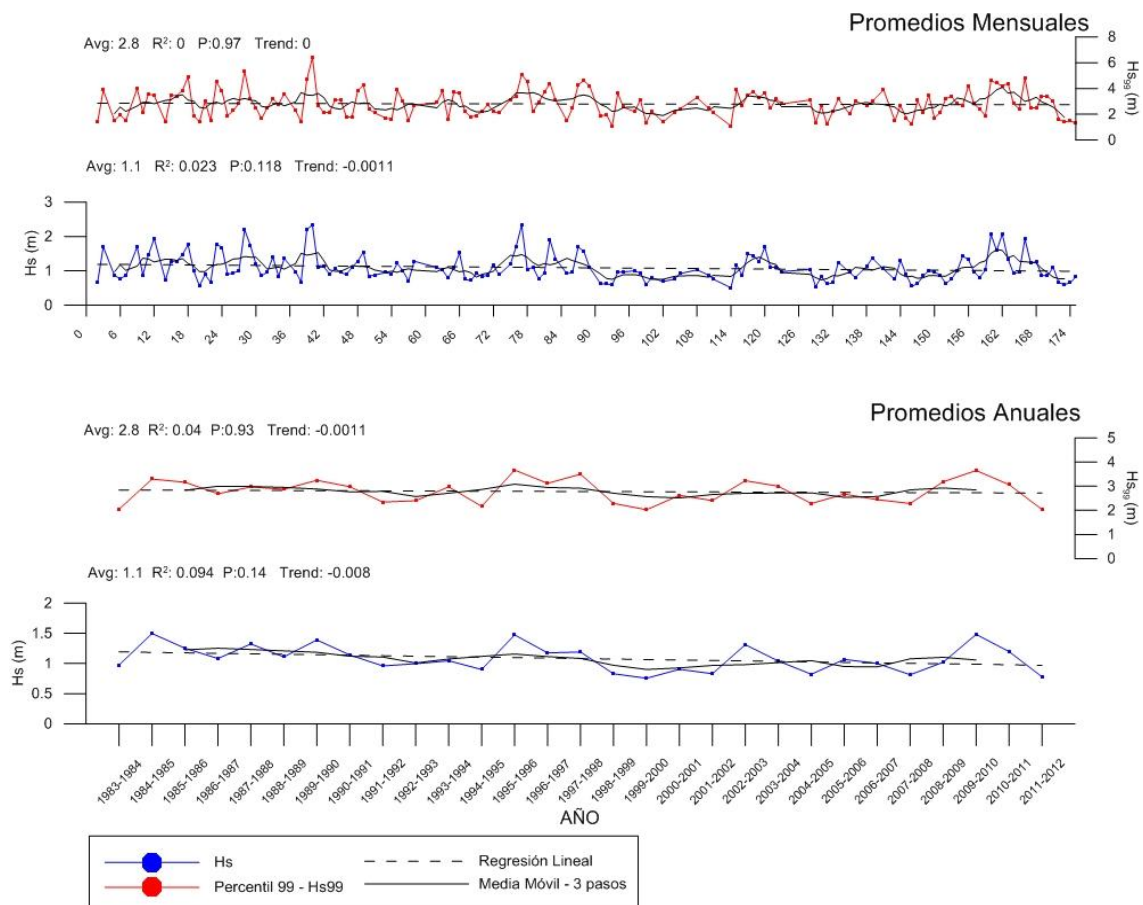 Promedios Mensuales
Avg: 2.8 R²: 0 P:0.97 Trend: 0
8
6
4
2
0
Hs₉₉ (m)
Avg: 1.1 R²: 0.023 P:0.118 Trend: -0.0011
3
2
1
0
Hs (m)
0 6 12 18 24 30 36 42 48 54 60 66 72 78 84 90 96 102 108 114 120 126 132 138 144 150 156 162 168 174
Promedios Anuales
Avg: 2.8 R²: 0.04 P:0.93 Trend: -0.0011
5
4
3
2
1
0
Hs₉₉ (m)
Avg: 1.1 R²: 0.094 P:0.14 Trend: -0.008
2
1.5
1
0.5
0
Hs (m)
1983-1984 1984-1985 1985-1986 1986-1987 1987-1988 1988-1989 1989-1990 1990-1991 1991-1992 1992-1993 1993-1994 1994-1995 1995-1996 1996-1997 1997-1998 1998-1999 1999-2000 2000-2001 2001-2002 2002-2003 2003-2004 2004-2005 2005-2006 2006-2007 2007-2008 2008-2009 2009-2010 2010-2011 2011-2012
AÑO
Hs
Regresión Lineal
Percentil 99 - Hs99
Media Móvil - 3 pasos